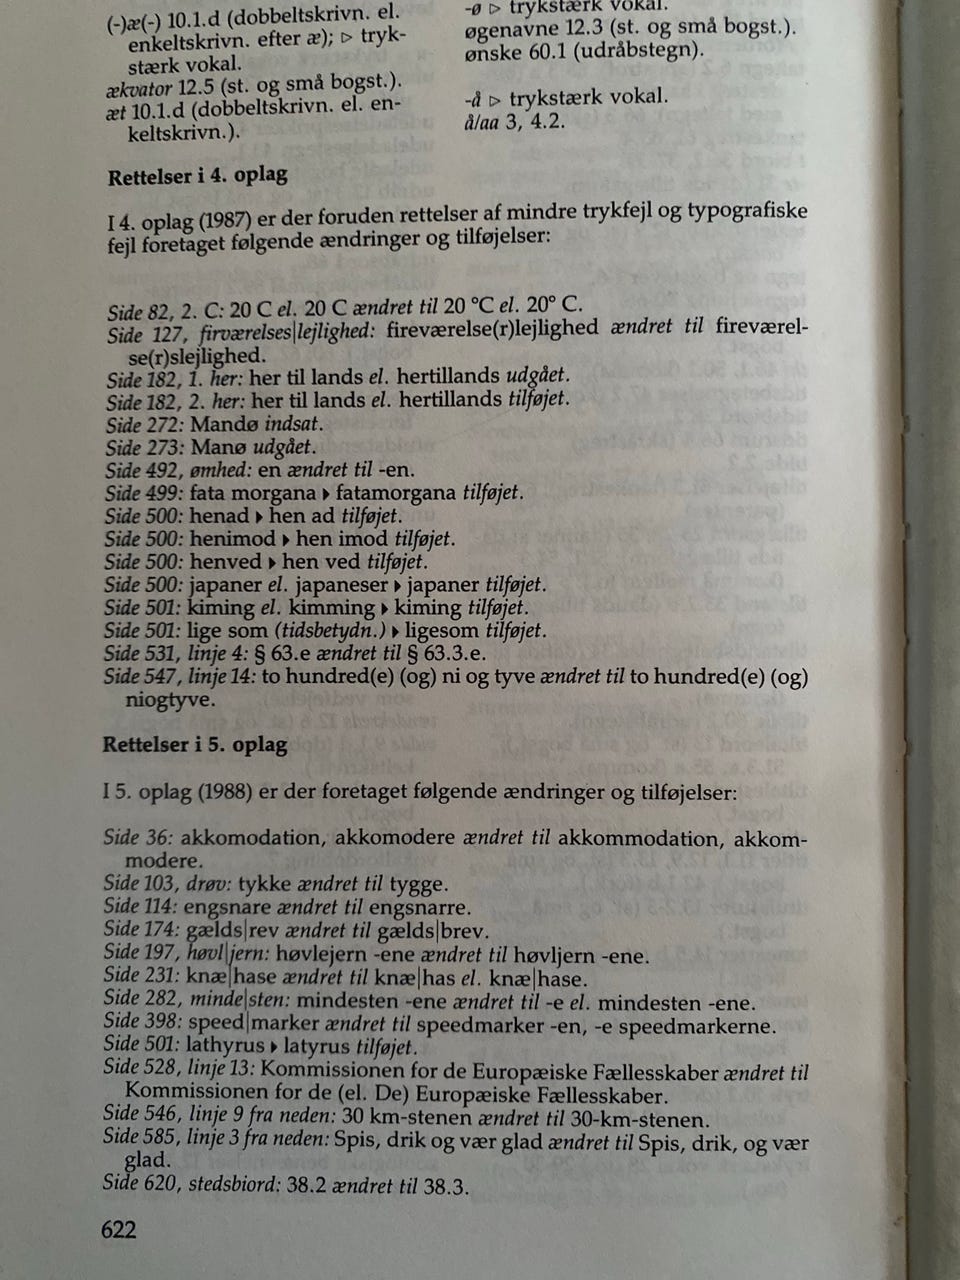 (-)æ(-) 10.1.d (dobbeltskrivn. el.
enkeltskrivn. efter æ); ▷ tryk-
stærk vokal.
ækvator 12.5 (st. og små bogst.).
æt 10.1.d (dobbeltskrivn. el. en-
keltskrivn.).
-ø ▷ trykstærk vokal.
øgenavne 12.3 (st. og små bogst.).
ønske 60.1 (udråbstegn).
-å ▷ trykstærk vokal.
å/aa 3, 4.2.
Rettelser i 4. oplag
I 4. oplag (1987) er der foruden rettelser af mindre trykfejl og typografiske
fejl foretaget følgende ændringer og tilføjelser:
Side 82, 2. C: 20 C el. 20 C ændret til 20 °C el. 20° C.
Side 127, firværelses|lejlighed: fireværelse(r)lejlighed ændret til fireværel-
se(r)slejlighed.
Side 182, 1. her: her til lands el. hertillands udgået.
Side 182, 2. her: her til lands el. hertillands tilføjet.
Side 272: Mandø indsat.
Side 273: Manø udgået.
Side 492, ømhed: en ændret til -en.
Side 499: fata morgana ▸ fatamorgana tilføjet.
Side 500: henad ▸ hen ad tilføjet.
Side 500: henimod ▸ hen imod tilføjet.
Side 500: henved ▸ hen ved tilføjet.
Side 500: japaner el. japaneser ▸ japaner tilføjet.
Side 501: kiming el. kimming ▸ kiming tilføjet.
Side 501: lige som (tidsbetydn.) ▸ ligesom tilføjet.
Side 531, linje 4: § 63.e ændret til § 63.3.e.
Side 547, linje 14: to hundred(e) (og) ni og tyve ændret til to hundred(e) (og)
niogtyve.
Rettelser i 5. oplag
I 5. oplag (1988) er der foretaget følgende ændringer og tilføjelser:
Side 36: akkomodation, akkomodere ændret til akkommodation, akkom-
modere.
Side 103, drøv: tykke ændret til tygge.
Side 114: engsnare ændret til engsnarre.
Side 174: gælds|rev ændret til gælds|brev.
Side 197, høvl|jern: høvlejern -ene ændret til høvljern -ene.
Side 231: knæ|hase ændret til knæ|has el. knæ|hase.
Side 282, minde|sten: mindesten -ene ændret til -e el. mindesten -ene.
Side 398: speed|marker ændret til speedmarker -en, -e speedmarkerne.
Side 501: lathyrus ▸ latyrus tilføjet.
Side 528, linje 13: Kommissionen for de Europæiske Fællesskaber ændret til
Kommissionen for de (el. De) Europæiske Fællesskaber.
Side 546, linje 9 fra neden: 30 km-stenen ændret til 30-km-stenen.
Side 585, linje 3 fra neden: Spis, drik og vær glad ændret til Spis, drik, og vær
glad.
Side 620, stedsbiord: 38.2 ændret til 38.3.
622